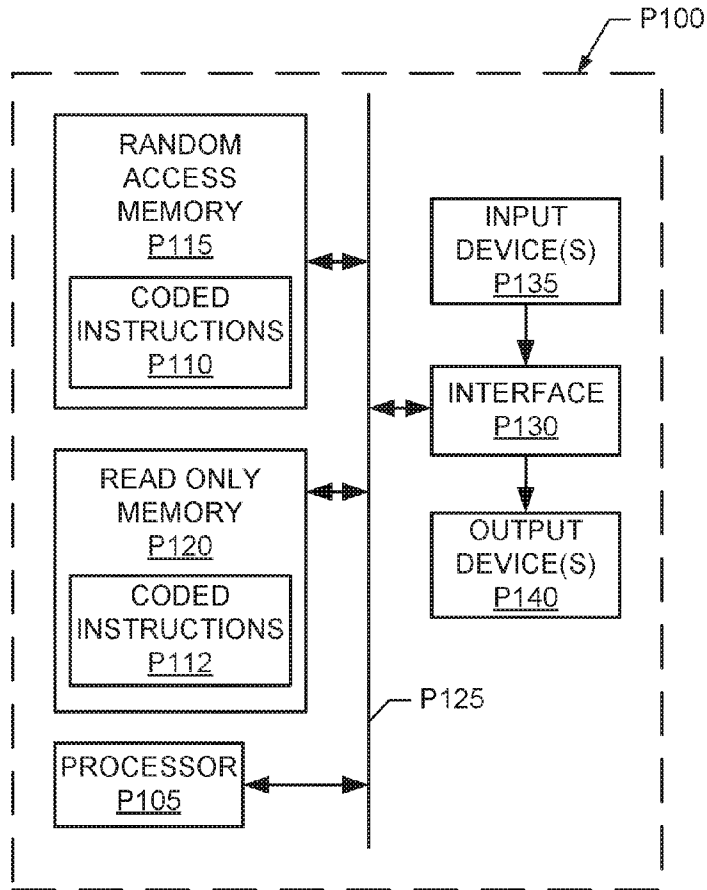 P100
RANDOM
ACCESS
MEMORY
P115
CODED
INSTRUCTIONS
P110
READ ONLY
MEMORY
P120
CODED
INSTRUCTIONS
P112
PROCESSOR
P105
INPUT
DEVICE(S)
P135
INTERFACE
P130
OUTPUT
DEVICE(S)
P140
P125